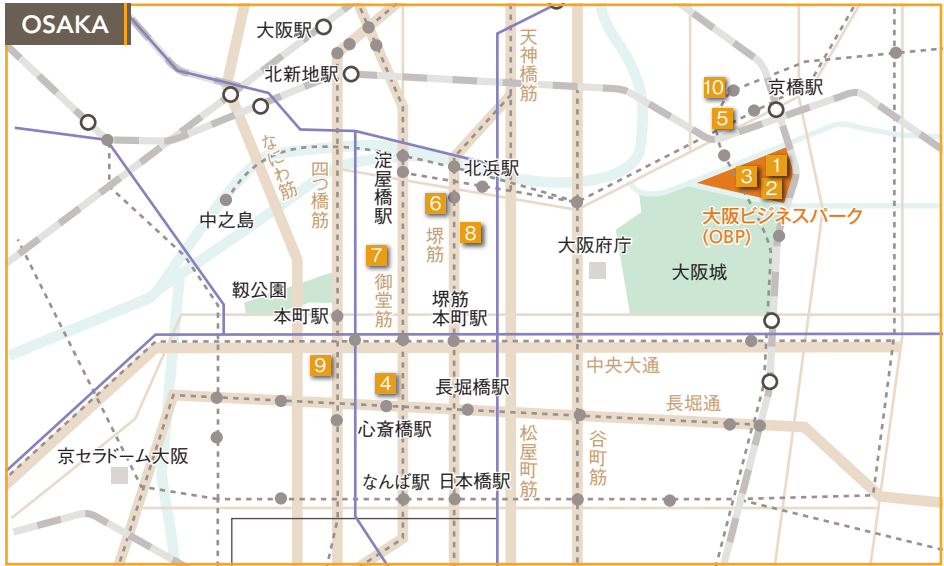 OSAKA
大阪駅
天神橋筋
北新地駅
10
京橋駅
5
なにわ筋
四つ橋筋
淀屋橋駅
北浜駅
1
3
2
中之島
6
堺筋
8
大阪ビジネスパーク
(OBP)
7
御堂筋
大阪府庁
大阪城
靱公園
本町駅
堺筋
本町駅
9
4
中央大通
長堀橋駅
長堀通
心斎橋駅
松屋町筋
谷町筋
京セラドーム大阪
なんば駅
日本橋駅